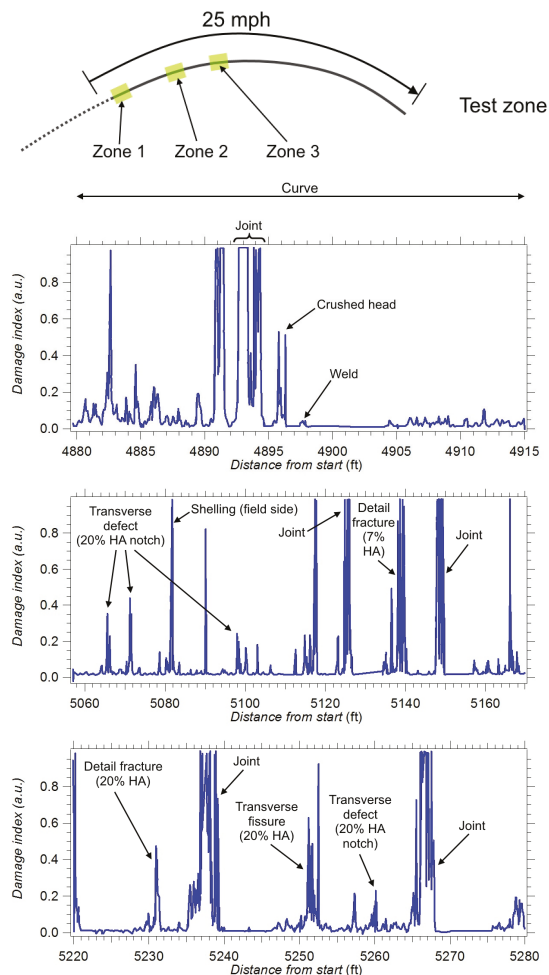 25 mph
Test zone
Zone 1 Zone 2 Zone 3
Curve
Joint
Crushed head
Weld
Damage index (a.u.)
0.8
0.6
0.4
0.2
0.0
4880 4885 4890 4895 4900 4905 4910 4915
Distance from start (ft)
Transverse
defect
(20% HA notch)
Shelling (field side)
Joint
Detail
fracture
(7%
HA)
Joint
Damage index (a.u.)
0.8
0.6
0.4
0.2
0.0
5060 5080 5100 5120 5140 5160
Distance from start (ft)
Detail fracture
(20% HA)
Joint
Transverse
fissure
(20% HA)
Transverse
defect
(20% HA
notch)
Joint
Damage index (a.u.)
0.8
0.6
0.4
0.2
0.0
5220 5230 5240 5250 5260 5270 5280
Distance from start (ft)